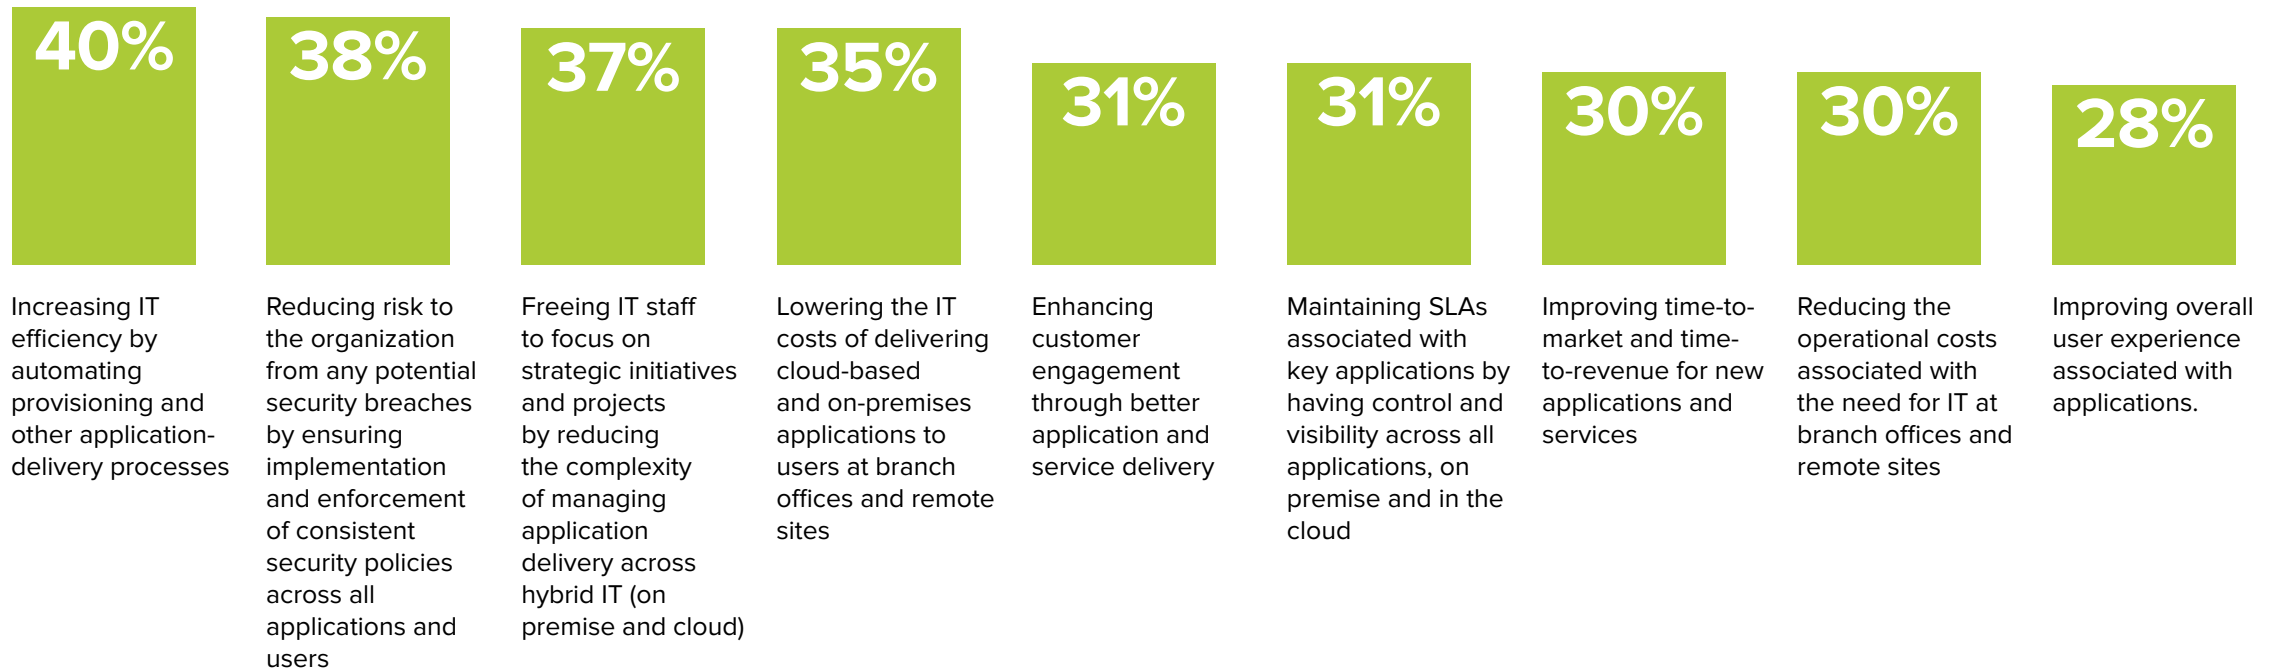 40%
Increasing IT
efficiency by
automating
provisioning and
other application-
delivery processes
38%
Reducing risk to
the organization
from any potential
security breaches
by ensuring
implementation
and enforcement
of consistent
security policies
across all
applications and
users
37%
Freeing IT staff
to focus on
strategic initiatives
and projects
by reducing
the complexity
of managing
application
delivery across
hybrid IT (on
premise and cloud)
35%
Lowering the IT
costs of delivering
cloud-based
and on-premises
applications to
users at branch
offices and remote
sites
31%
Enhancing
customer
engagement
through better
application and
service delivery
31%
Maintaining SLAs
associated with
key applications by
having control and
visibility across all
applications, on
premise and in the
cloud
30%
Improving time-to-
market and time-
to-revenue for new
applications and
services
30%
Reducing the
operational costs
associated with
the need for IT at
branch offices and
remote sites
28%
Improving overall
user experience
associated with
applications.